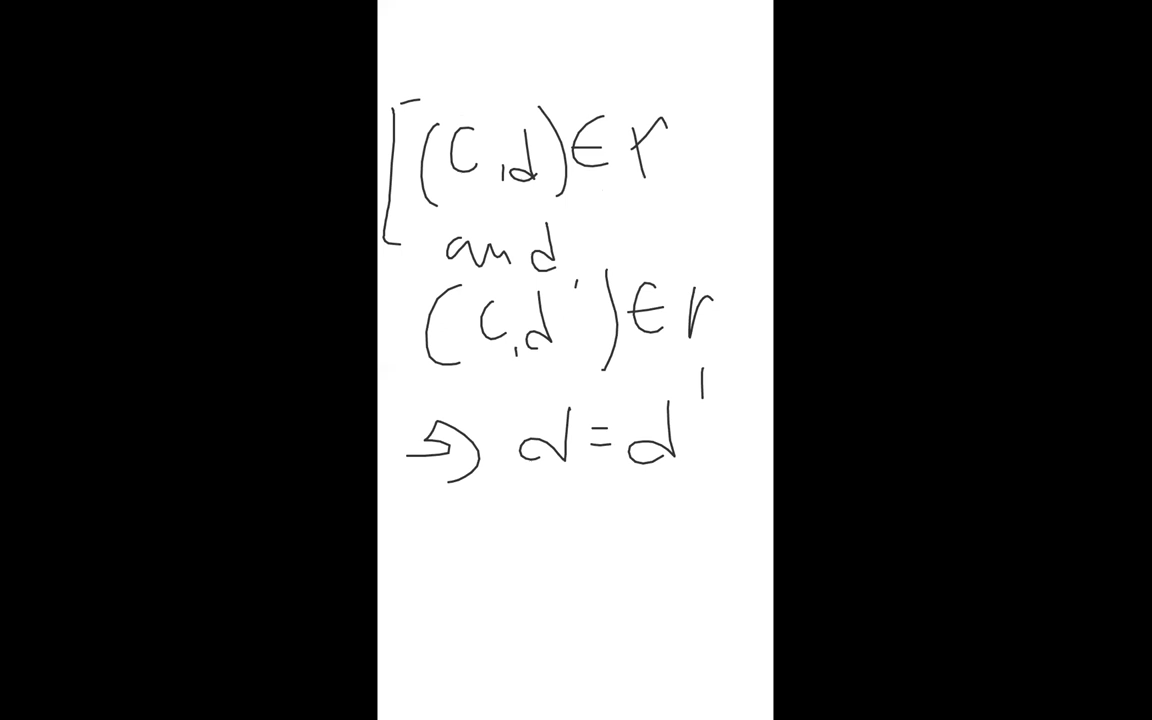 [(c,d)∈r
and
(c,d')∈r
⇒ d=d'